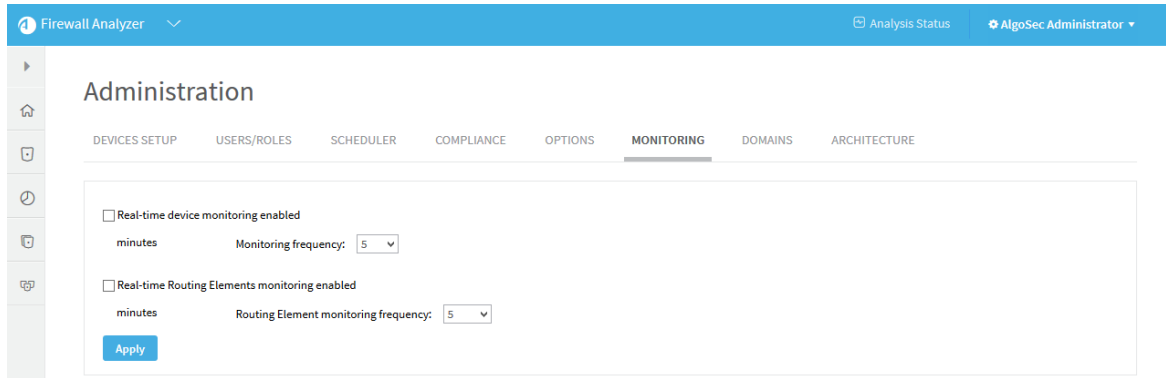 Firewall Analyzer Analysis Status AlgoSec Administrator
Administration
DEVICES SETUP USERS/ROLES SCHEDULER COMPLIANCE OPTIONS MONITORING DOMAINS ARCHITECTURE
Real-time device monitoring enabled
minutes Monitoring frequency: 5
Real-time Routing Elements monitoring enabled
minutes Routing Element monitoring frequency: 5
Apply